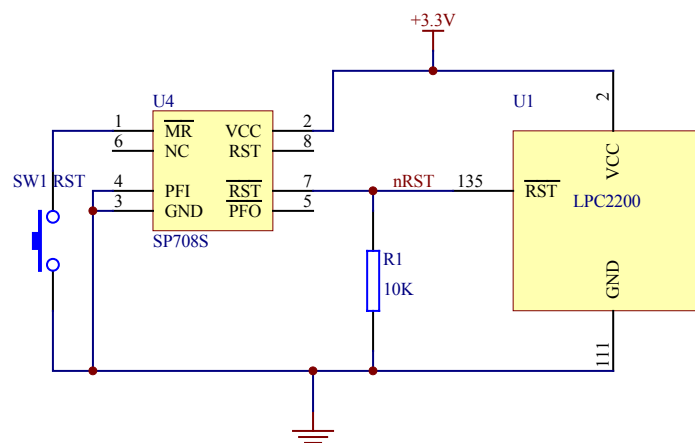 +3.3V
U4
U1
1
MR
VCC
2
2
6
NC
RST
8
VCC
SW1 RST
4
PFI
RST
7
nRST
135
RST
LPC2200
3
GND
PFO
5
SP708S
R1
10K
GND
111